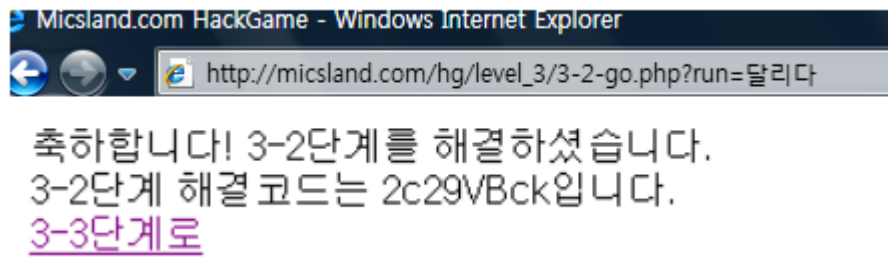 Micsland.com HackGame - Windows Internet Explorer
http://micsland.com/hg/level_3/3-2-go.php?run=달리다
축하합니다! 3-2단계를 해결하셨습니다.
3-2단계 해결코드는 2c29VBck입니다.
3-3단계로